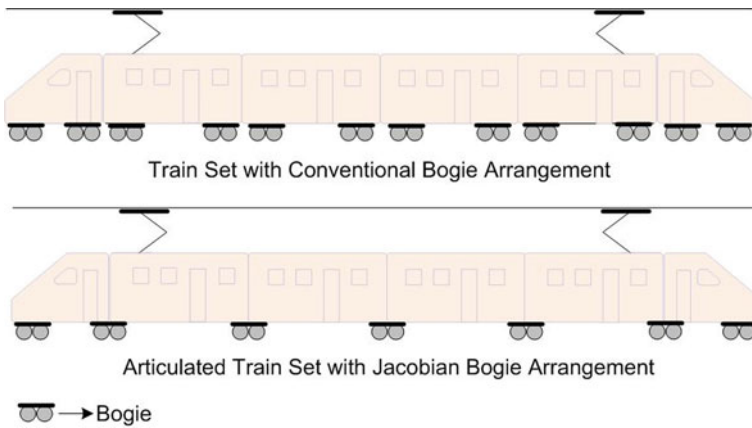 Train Set with Conventional Bogie Arrangement
Articulated Train Set with Jacobian Bogie Arrangement
Bogie